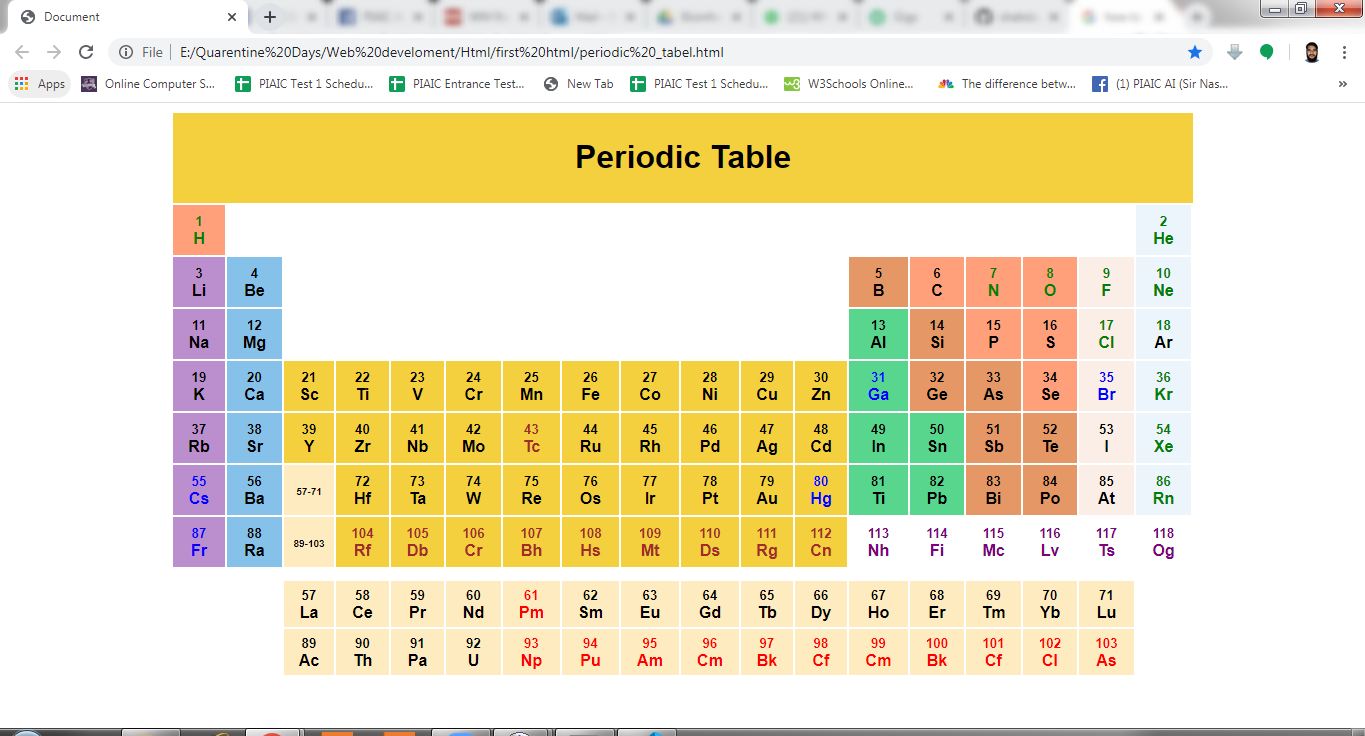 Document
File E:/Quarentine%20Days/Web%20develoment/Html/first%20html/periodic%20_tabel.html
Apps Online Computer S... PIAIC Test 1 Schedu... PIAIC Entrance Test... New Tab PIAIC Test 1 Schedu... W3Schools Online... The difference betw... (1) PIAIC AI (Sir Nas... »
Periodic Table
1 2
H He
3 4 5 6 7 8 9 10
Li Be B C N O F Ne
11 12 13 14 15 16 17 18
Na Mg Al Si P S Cl Ar
19 20 21 22 23 24 25 26 27 28 29 30 31 32 33 34 35 36
K Ca Sc Ti V Cr Mn Fe Co Ni Cu Zn Ga Ge As Se Br Kr
37 38 39 40 41 42 43 44 45 46 47 48 49 50 51 52 53 54
Rb Sr Y Zr Nb Mo Tc Ru Rh Pd Ag Cd In Sn Sb Te I Xe
55 56 57-71 72 73 74 75 76 77 78 79 80 81 82 83 84 85 86
Cs Ba Hf Ta W Re Os Ir Pt Au Hg Ti Pb Bi Po At Rn
87 88 89-103 104 105 106 107 108 109 110 111 112 113 114 115 116 117 118
Fr Ra Rf Db Cr Bh Hs Mt Ds Rg Cn Nh Fi Mc Lv Ts Og
57 58 59 60 61 62 63 64 65 66 67 68 69 70 71
La Ce Pr Nd Pm Sm Eu Gd Tb Dy Ho Er Tm Yb Lu
89 90 91 92 93 94 95 96 97 98 99 100 101 102 103
Ac Th Pa U Np Pu Am Cm Bk Cf Cm Bk Cf Cl As